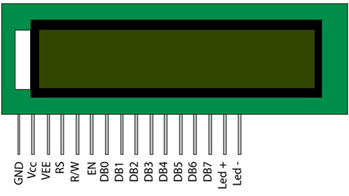 GND
Vcc
VEE
RS
R/W
EN
DB0
DB1
DB2
DB3
DB4
DB5
DB6
DB7
Led +
Led -